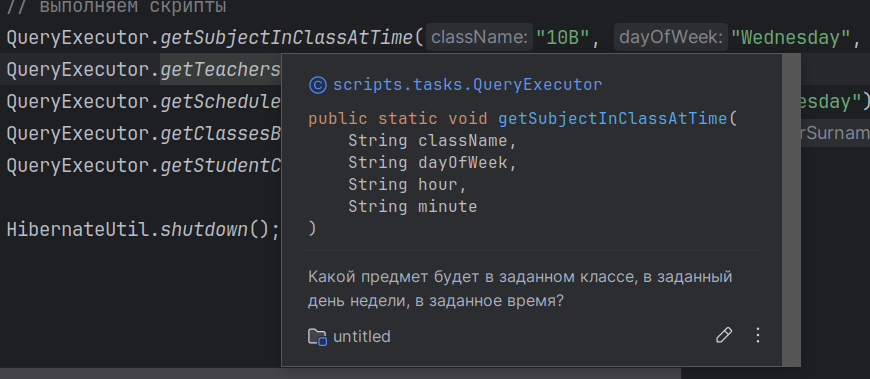 // выполняем скрипты
QueryExecutor.getSubjectInClassAtTime( className: "10B", dayOfWeek: "Wednesday",
QueryExecutor.getTeachers
QueryExecutor.getSchedule
QueryExecutor.getClassesB
QueryExecutor.getStudentC
HibernateUtil.shutdown();
scripts.tasks.QueryExecutor
public static void getSubjectInClassAtTime(
String className,
String dayOfWeek,
String hour,
String minute
)
Какой предмет будет в заданном классе, в заданный
день недели, в заданное время?
untitled
esday")
rSurnam